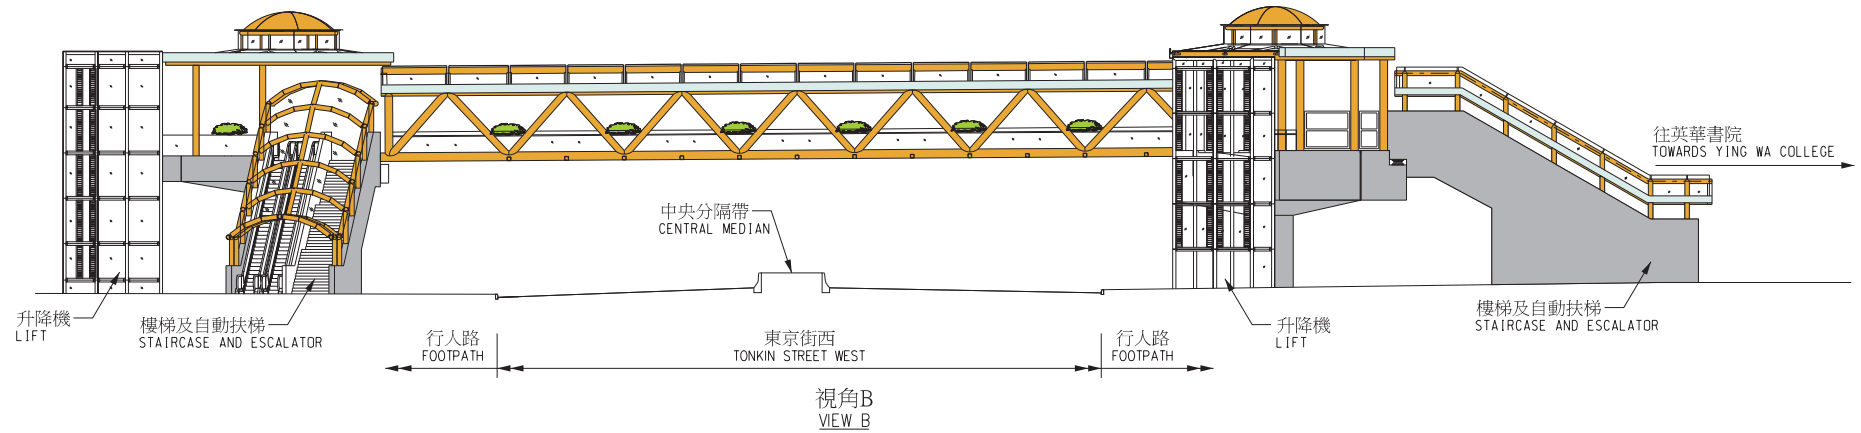 往英華書院
TOWARDS YING WA COLLEGE
中央分隔帶
CENTRAL MEDIAN
升降機
LIFT
樓梯及自動扶梯
STAIRCASE AND ESCALATOR
行人路
FOOTPATH
東京街西
TONKIN STREET WEST
行人路
FOOTPATH
升降機
LIFT
樓梯及自動扶梯
STAIRCASE AND ESCALATOR
視角B
VIEW B